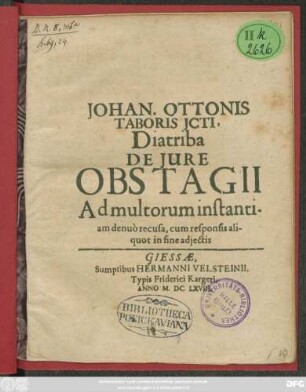 II k
2626
JOHAN. OTTONIS
TABORIS JCTI.
Diatriba
DE JURE
OBSTAGII
Ad multorum instanti-
am denuò recusa, cum responsis ali-
quot in fine adjectis
GIESSÆ,
Sumptibus HERMANNI VELSTEINII,
Typis Friderici Kargeri
ANNO M. DC LXVIII.
BIBLIOTHECA
PONICKAVIANA